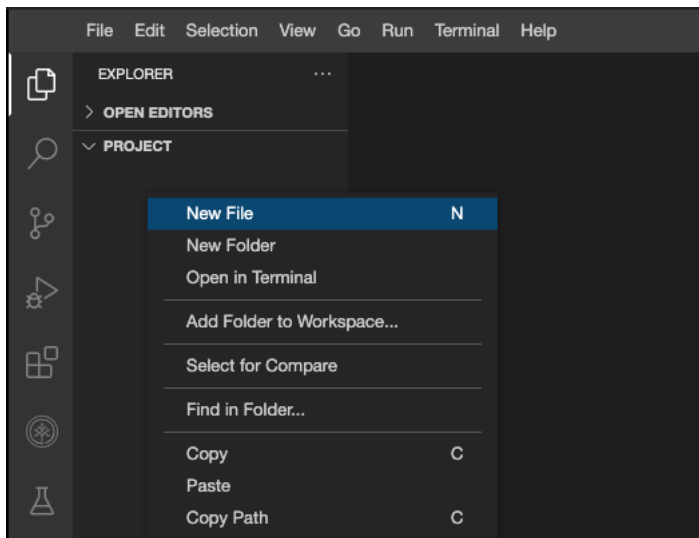 File Edit Selection View Go Run Terminal Help
EXPLORER ...
OPEN EDITORS
PROJECT
New File N
New Folder
Open in Terminal
Add Folder to Workspace...
Select for Compare
Find in Folder...
Copy C
Paste
Copy Path C